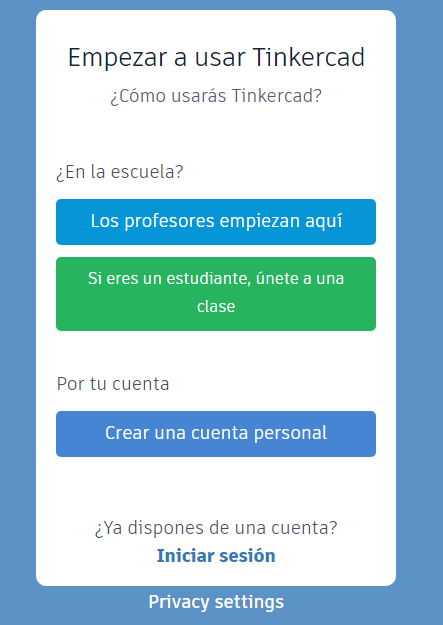 Empezar a usar Tinkercad
¿Cómo usarás Tinkercad?
¿En la escuela?
Los profesores empiezan aquí
Si eres un estudiante, únete a una
clase
Por tu cuenta
Crear una cuenta personal
¿Ya dispones de una cuenta?
Iniciar sesión
Privacy settings